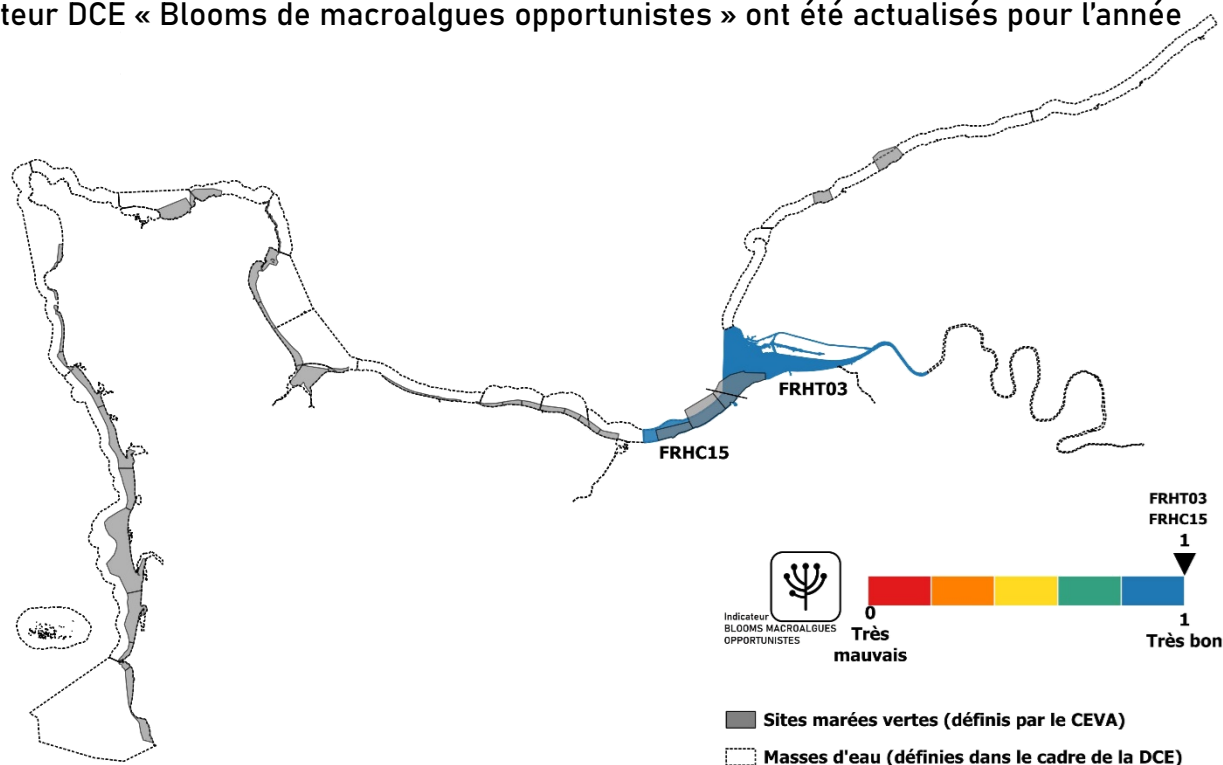 teur DCE « Blooms de macroalgues opportunistes » ont été actualisés pour l'année
FRHT03
FRHC15
FRHT03
FRHC15
1
Indicateur
BLOOMS MACROALGUES
OPPORTUNISTES
0
Très
mauvais
1
Très bon
Sites marées vertes (définis par le CEVA)
Masses d'eau (définies dans le cadre de la DCE)